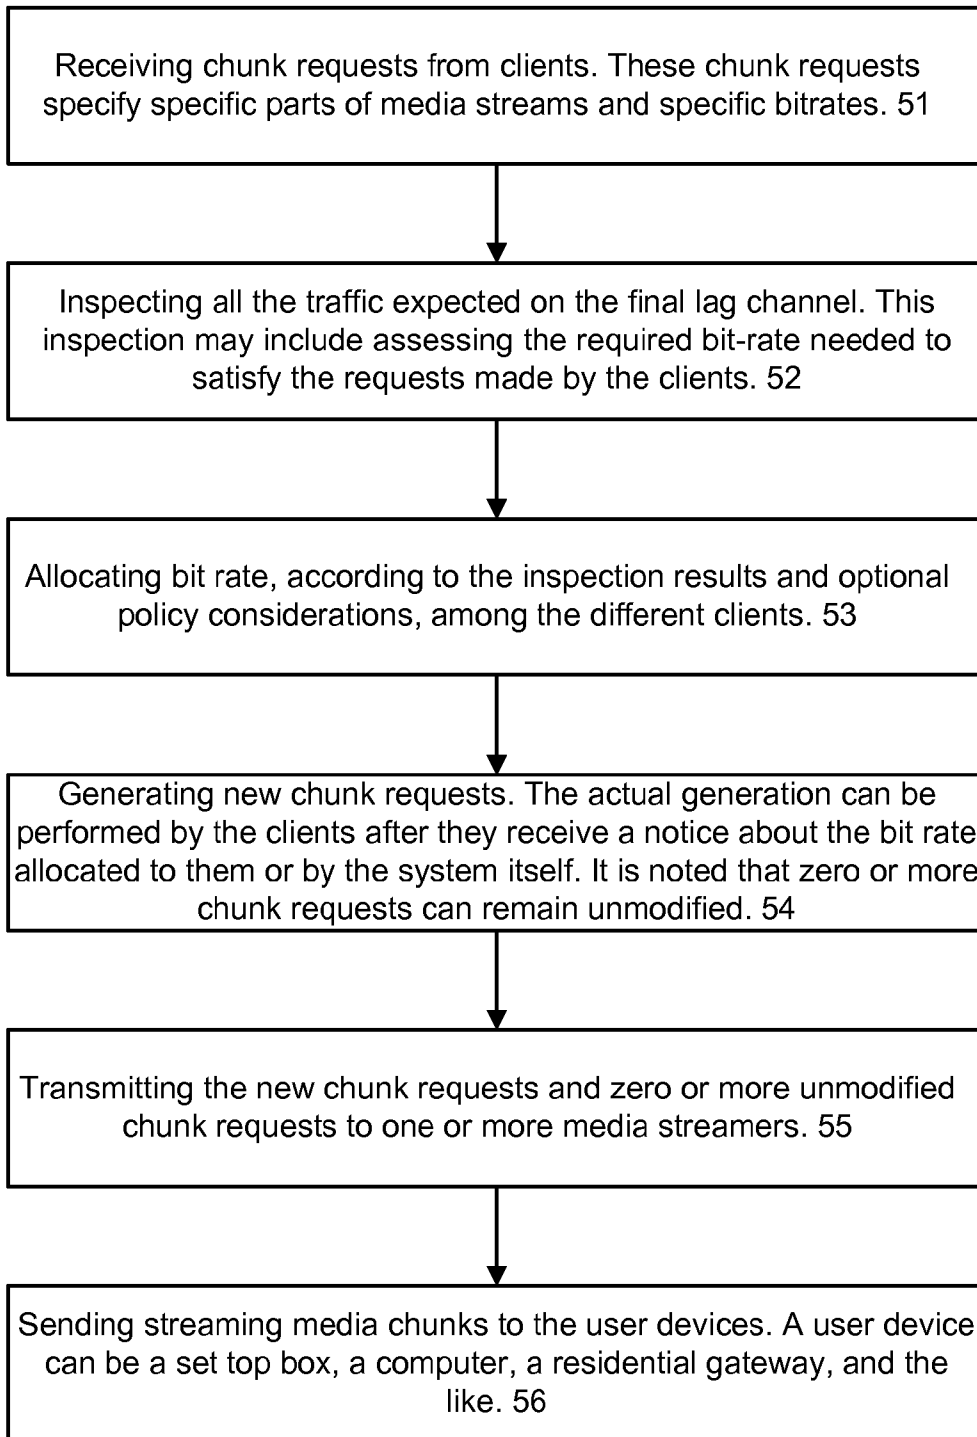 Receiving chunk requests from clients. These chunk requests
specify specific parts of media streams and specific bitrates. 51
Inspecting all the traffic expected on the final lag channel. This
inspection may include assessing the required bit-rate needed to
satisfy the requests made by the clients. 52
Allocating bit rate, according to the inspection results and optional
policy considerations, among the different clients. 53
Generating new chunk requests. The actual generation can be
performed by the clients after they receive a notice about the bit rate
allocated to them or by the system itself. It is noted that zero or more
chunk requests can remain unmodified. 54
Transmitting the new chunk requests and zero or more unmodified
chunk requests to one or more media streamers. 55
Sending streaming media chunks to the user devices. A user device
can be a set top box, a computer, a residential gateway, and the
like. 56